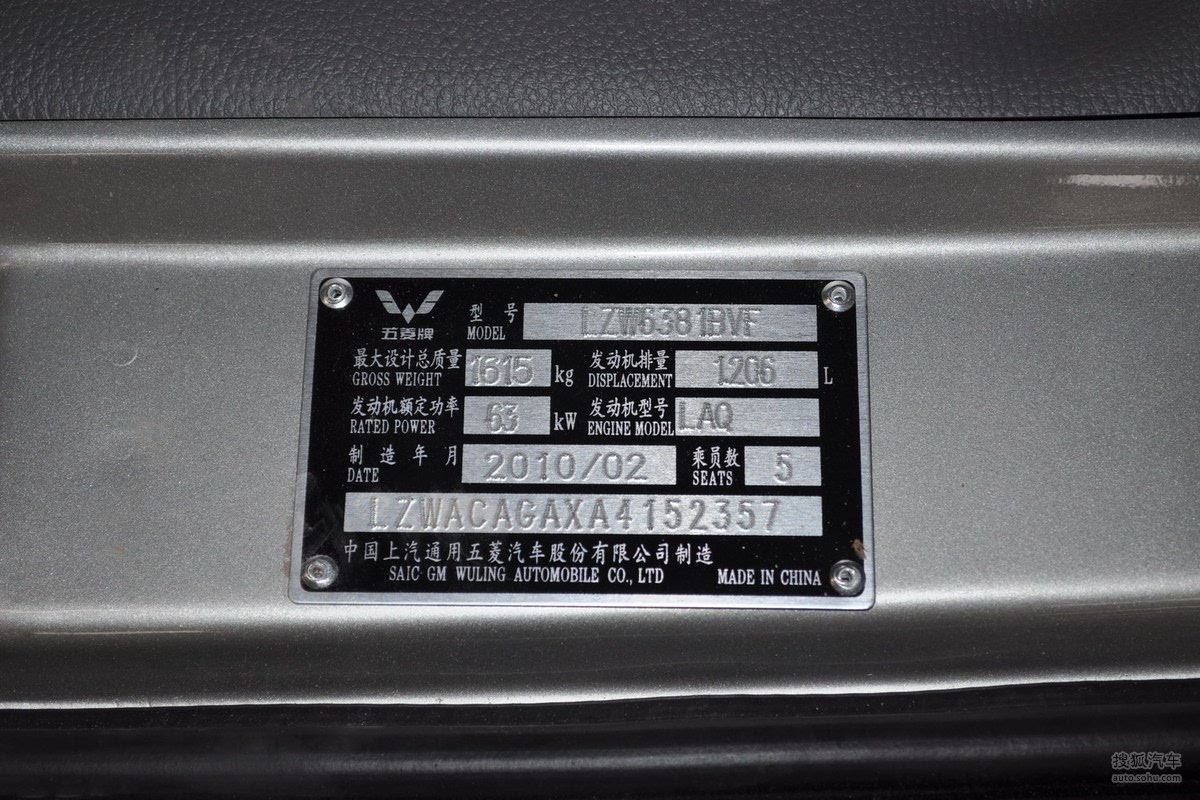 五菱牌 型号 MODEL LZW6381BVF
最大设计总质量 GROSS WEIGHT 1615 kg 发动机排量 DISPLACEMENT 1206 L
发动机额定功率 RATED POWER 63 kW 发动机型号 ENGINE MODEL LAQ
制造年月 DATE 2010/02 乘员数 SEATS 5
LZWACAGAXA4152357
中国上汽通用五菱汽车股份有限公司制造
SAIC GM WULING AUTOMOBILE CO., LTD MADE IN CHINA
搜狐汽车
auto.sohu.com